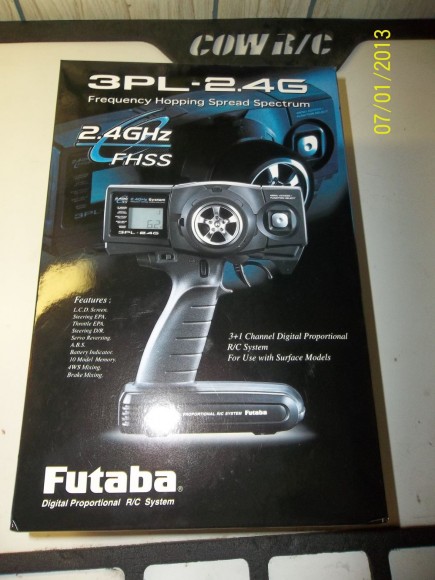 COW R/C
07/01/2013
3PL-2.4G
Frequency Hopping Spread Spectrum
2.4GHz
FHSS
3PL-2.4G
Features :
L.C.D. Screen.
Steering EPA.
Throttle EPA.
Steering D/R.
Servo Reversing.
A.B.S.
Battery Indicator.
10 Model Memory.
4WS Mixing.
Brake Mixing.
3+1 Channel Digital Proportional
R/C System
For Use with Surface Models
PROPORTIONAL R/C SYSTEM Futaba
Futaba®
Digital Proportional R/C System